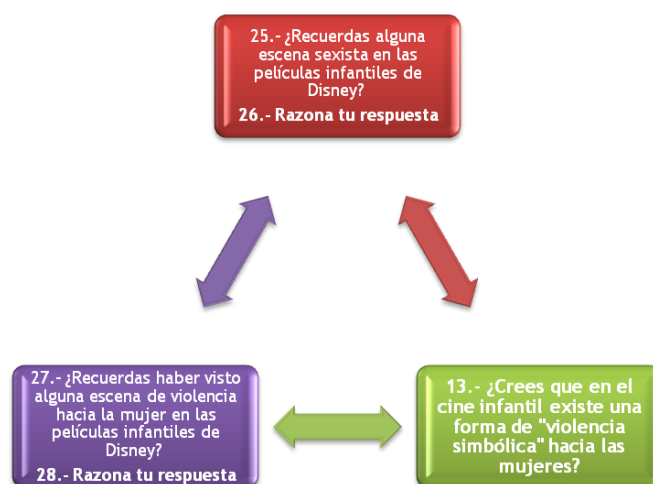 25.- ¿Recuerdas alguna
escena sexista en las
películas infantiles de
Disney?
26.- Razona tu respuesta
27.- ¿Recuerdas haber visto
alguna escena de violencia
hacia la mujer en las
películas infantiles de
Disney?
28.- Razona tu respuesta
13.- ¿Crees que en el
cine infantil existe una
forma de "violencia
simbólica" hacia las
mujeres?